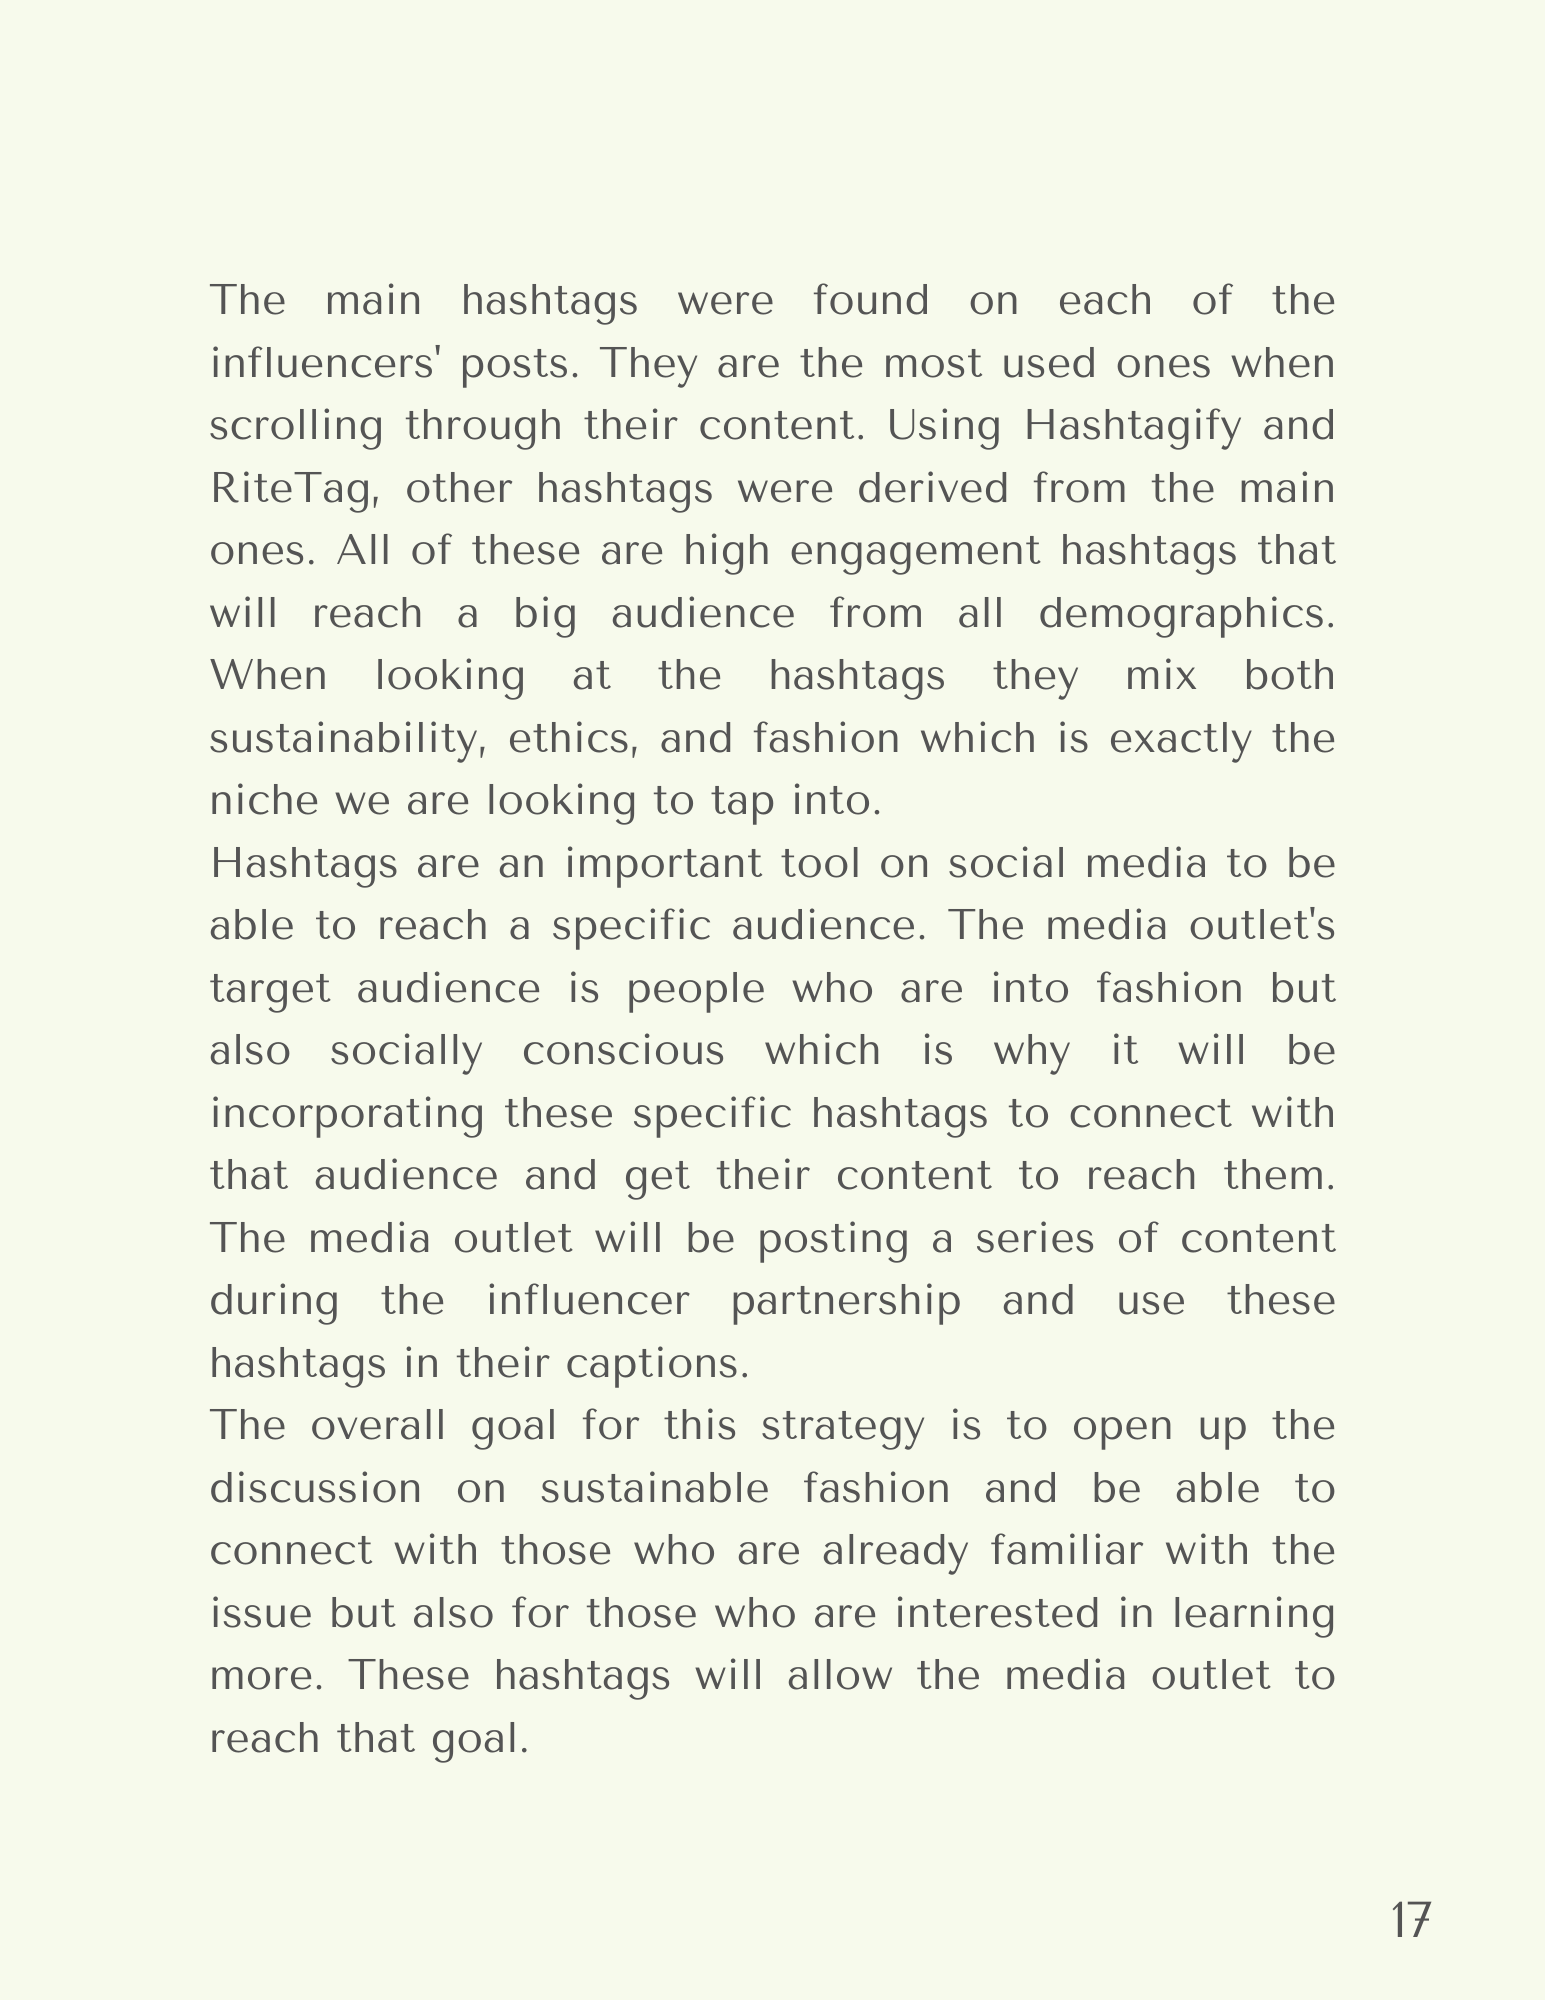 The main hashtags were found on each of the
influencers' posts. They are the most used ones when
scrolling through their content. Using Hashtagify and
RiteTag, other hashtags were derived from the main
ones. All of these are high engagement hashtags that
will reach a big audience from all demographics.
When looking at the hashtags they mix both
sustainability, ethics, and fashion which is exactly the
niche we are looking to tap into.
Hashtags are an important tool on social media to be
able to reach a specific audience. The media outlet's
target audience is people who are into fashion but
also socially conscious which is why it will be
incorporating these specific hashtags to connect with
that audience and get their content to reach them.
The media outlet will be posting a series of content
during the influencer partnership and use these
hashtags in their captions.
The overall goal for this strategy is to open up the
discussion on sustainable fashion and be able to
connect with those who are already familiar with the
issue but also for those who are interested in learning
more. These hashtags will allow the media outlet to
reach that goal.
17